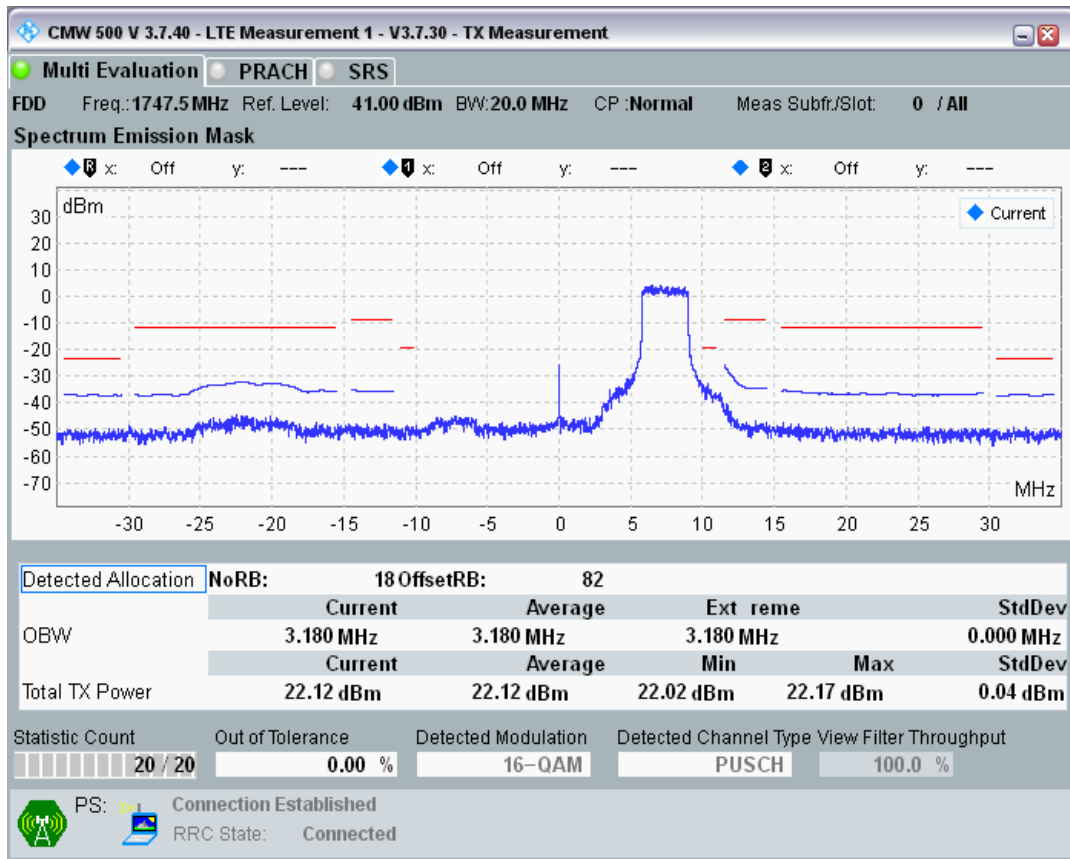 CMW 500 V 3.7.40 - LTE Measurement 1 - V3.7.30 - TX Measurement
Multi Evaluation PRACH SRS
FDD Freq.:1747.5 MHz Ref. Level: 41.00 dBm BW:20.0 MHz CP :Normal Meas Subfr./Slot: 0 / All
Spectrum Emission Mask
R x: Off y: --- 1 x: Off y: --- 2 x: Off y: ---
dBm
Current
30
20
10
0
-10
-20
-30
-40
-50
-60
-70
MHz
-30 -25 -20 -15 -10 -5 0 5 10 15 20 25 30
Detected Allocation NoRB: 18 OffsetRB: 82
Current Average Ext reme StdDev
OBW 3.180 MHz 3.180 MHz 3.180 MHz 0.000 MHz
Current Average Min Max StdDev
Total TX Power 22.12 dBm 22.12 dBm 22.02 dBm 22.17 dBm 0.04 dBm
Statistic Count Out of Tolerance Detected Modulation Detected Channel Type View Filter Throughput
20 / 20 0.00 % 16-QAM PUSCH 100.0 %
PS: Connection Established
RRC State: Connected